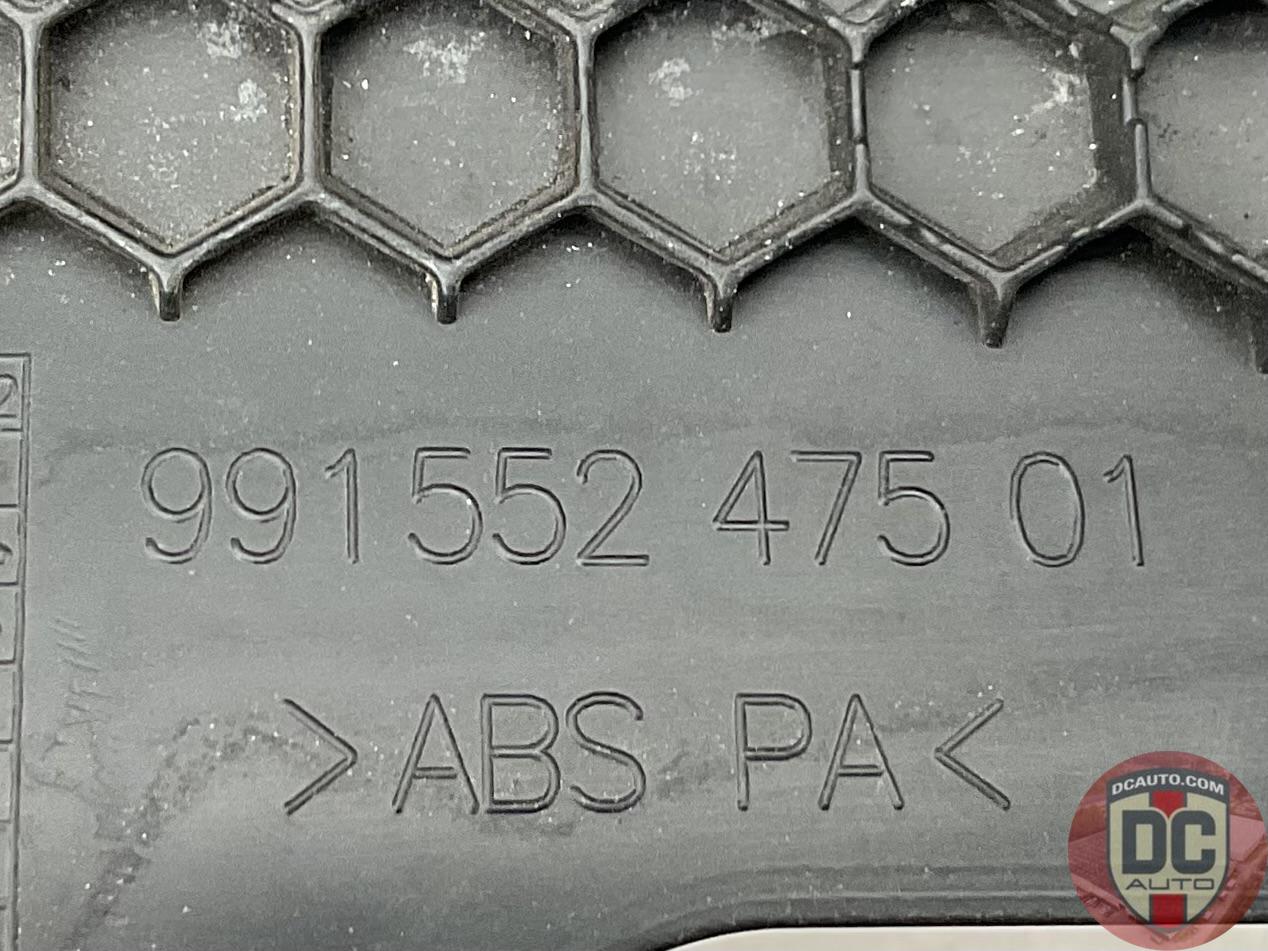 991 552 475 01
>ABS PA<
DCAUTO.COM
DC
AUTO